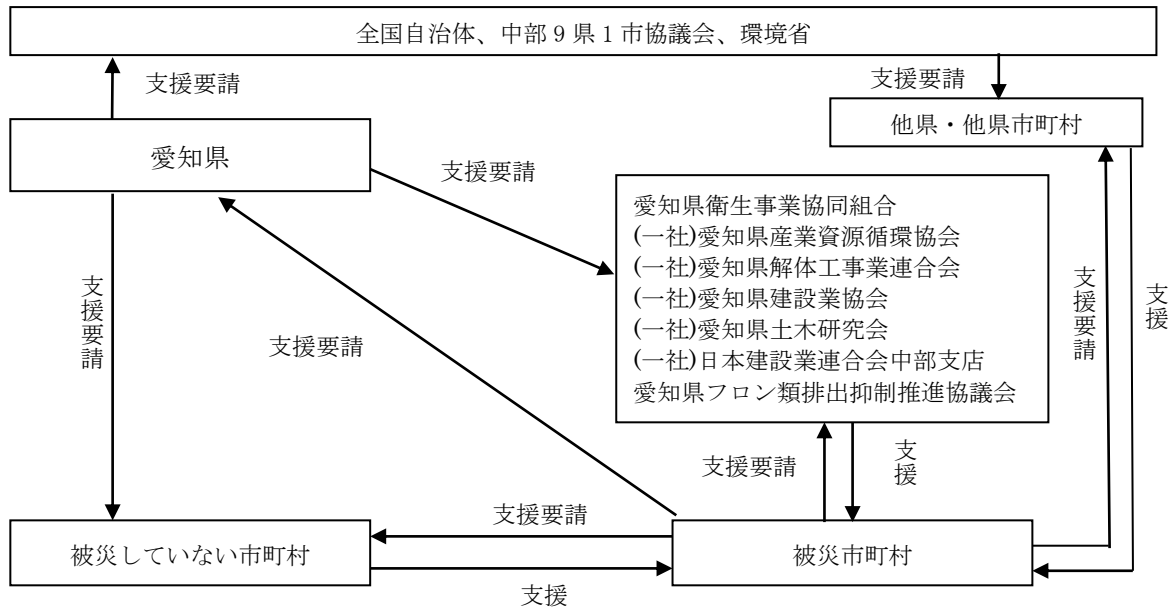 全国自治体、中部9県1市協議会、環境省
支援要請
支援要請
他県・他県市町村
愛知県
支援要請
愛知県衛生事業協同組合
(一社)愛知県産業資源循環協会
(一社)愛知県解体工事業連合会
(一社)愛知県建設業協会
(一社)愛知県土木研究会
(一社)日本建設業連合会中部支店
愛知県フロン類排出抑制推進協議会
支援要請
支援要請
支援要請
支援
支援要請
支援
支援要請
被災していない市町村
被災市町村
支援